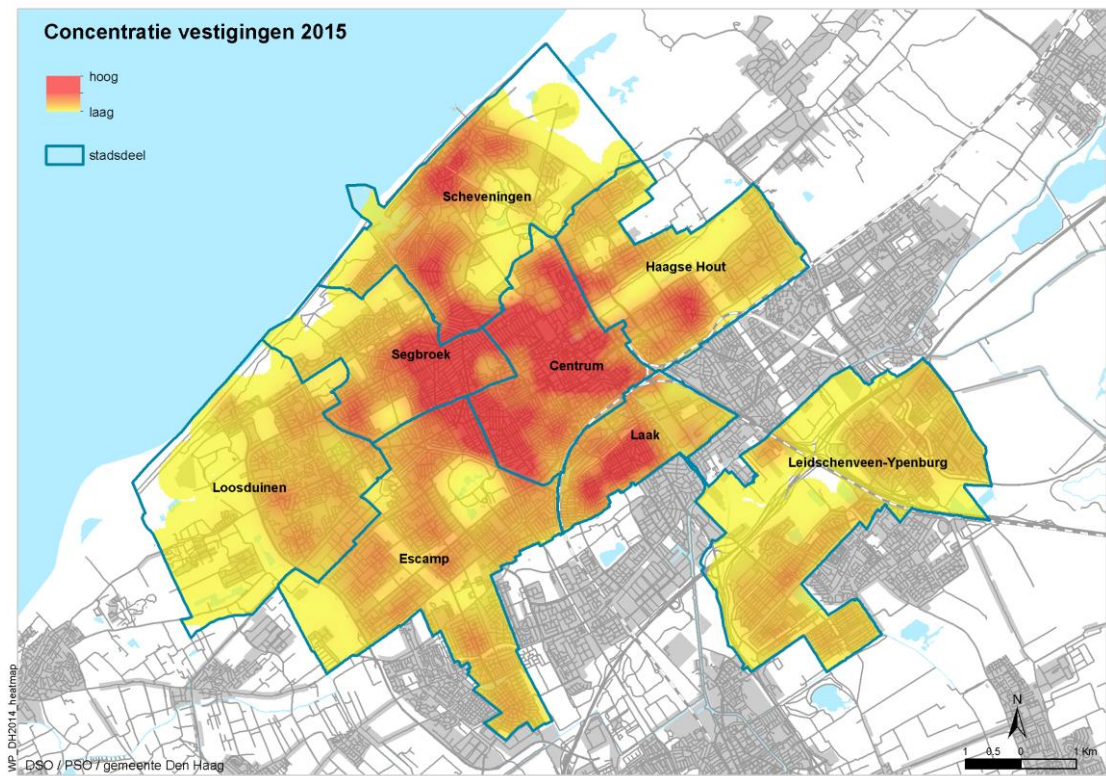 Concentratie vestigingen 2015
hoog
laag
stadsdeel
Scheveningen
Haagse Hout
Segbroek
Centrum
Laak
Leidschenveen-Ypenburg
Loosduinen
Escamp
WP_DH2014_heatmap
DSO / PSO / gemeente Den Haag
N
1 0,5 0 1 Km